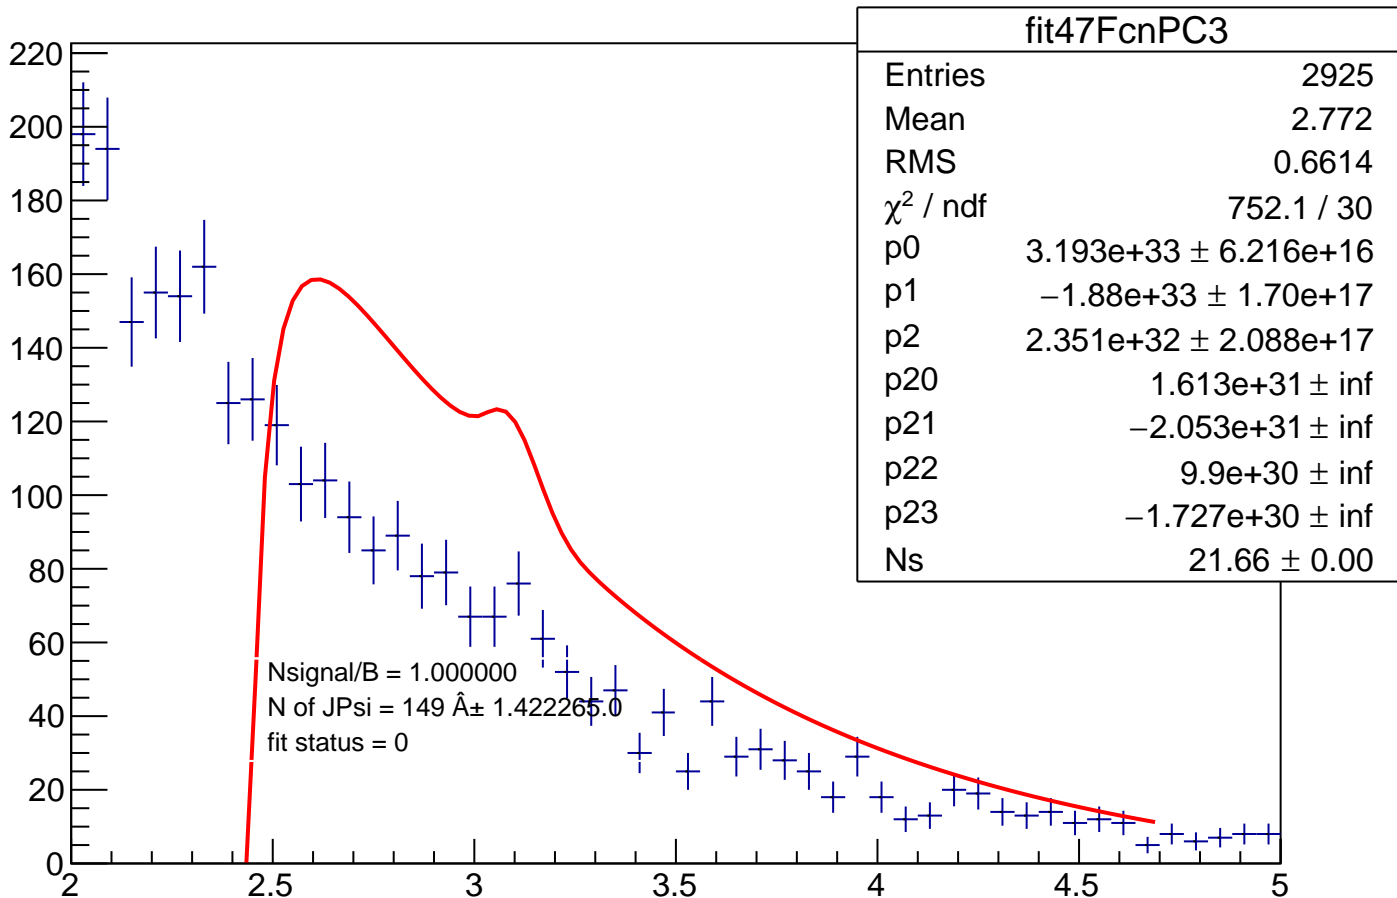 fit47FcnPC3
Entries 2925
Mean 2.772
RMS 0.6614
χ² / ndf 752.1 / 30
p0 3.193e+33 ± 6.216e+16
p1 −1.88e+33 ± 1.70e+17
p2 2.351e+32 ± 2.088e+17
p20 1.613e+31 ± inf
p21 −2.053e+31 ± inf
p22 9.9e+30 ± inf
p23 −1.727e+30 ± inf
Ns 21.66 ± 0.00
220
200
180
160
140
120
100
80
60
40
20
0
Nsignal/B = 1.000000
N of JPsi = 149 Â± 1.422265.0
fit status = 0
2 2.5 3 3.5 4 4.5 5